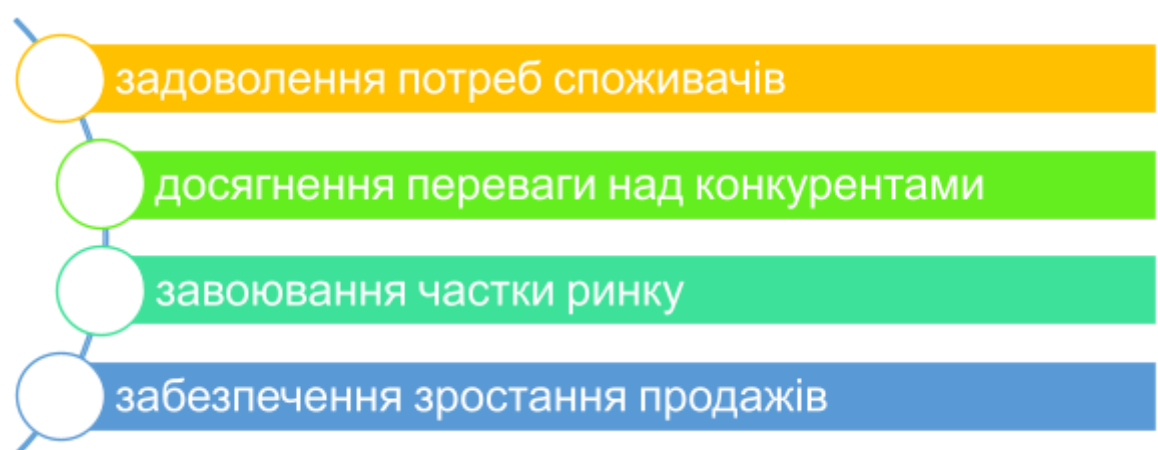 задоволення потреб споживачів
досягнення переваги над конкурентами
завоювання частки ринку
забезпечення зростання продажів